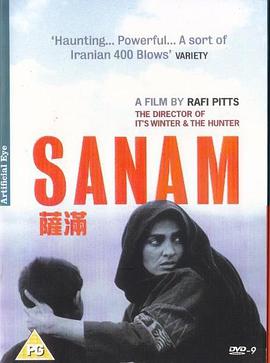 'Haunting... Powerful... A sort of
Iranian 400 Blows' VARIETY
A FILM BY RAFI PITTS
THE DIRECTOR OF
IT'S WINTER & THE HUNTER
SANAM
薩滿
Artificial Eye
PG
DVD-9